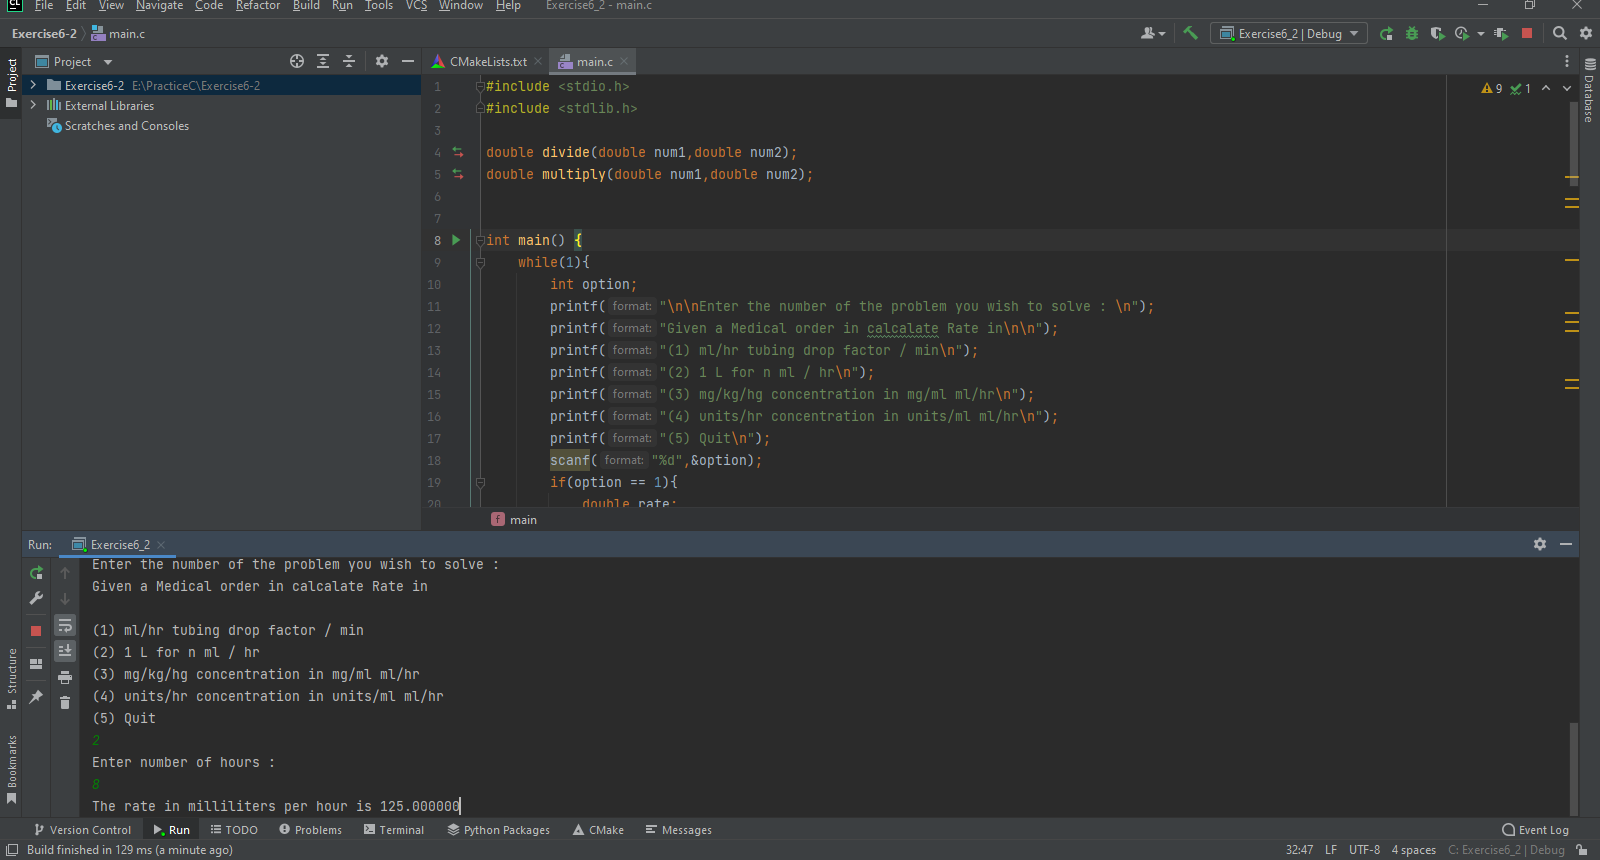 CL File Edit View Navigate Code Refactor Build Run Tools VCS Window Help Exercise6_2 - main.c
Exercise6-2 main.c Exercise6_2 | Debug
Project
Project
CMakeLists.txt main.c
Exercise6-2 E:\PracticeC\Exercise6-2
External Libraries
Scratches and Consoles
9 1
Database
1 #include <stdio.h>
2 #include <stdlib.h>
3
4 double divide(double num1,double num2);
5 double multiply(double num1,double num2);
6
7
8 int main() {
9 while(1){
10 int option;
11 printf( format: "\n\nEnter the number of the problem you wish to solve : \n");
12 printf( format: "Given a Medical order in calcalate Rate in\n\n");
13 printf( format: "(1) ml/hr tubing drop factor / min\n");
14 printf( format: "(2) 1 L for n ml / hr\n");
15 printf( format: "(3) mg/kg/hg concentration in mg/ml ml/hr\n");
16 printf( format: "(4) units/hr concentration in units/ml ml/hr\n");
17 printf( format: "(5) Quit\n");
18 scanf( format: "%d",&option);
19 if(option == 1){
20 double rate;
f main
Run: Exercise6_2
Enter the number of the problem you wish to solve :
Given a Medical order in calcalate Rate in
(1) ml/hr tubing drop factor / min
(2) 1 L for n ml / hr
(3) mg/kg/hg concentration in mg/ml ml/hr
(4) units/hr concentration in units/ml ml/hr
(5) Quit
2
Enter number of hours :
8
The rate in milliliters per hour is 125.000000
Structure
Bookmarks
Version Control Run TODO Problems Terminal Python Packages CMake Messages Event Log
Build finished in 129 ms (a minute ago) 32:47 LF UTF-8 4 spaces C: Exercise6_2 | Debug